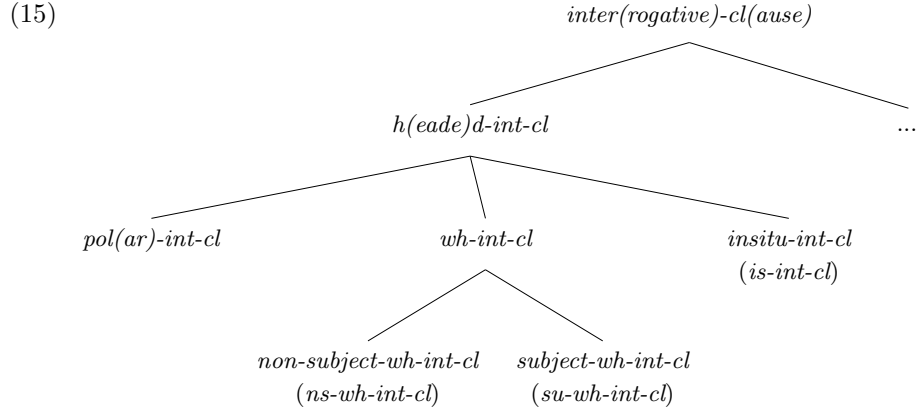 (15) inter(rogative)-cl(ause)
h(eade)d-int-cl ...
pol(ar)-int-cl wh-int-cl insitu-int-cl
(is-int-cl)
non-subject-wh-int-cl subject-wh-int-cl
(ns-wh-int-cl) (su-wh-int-cl)